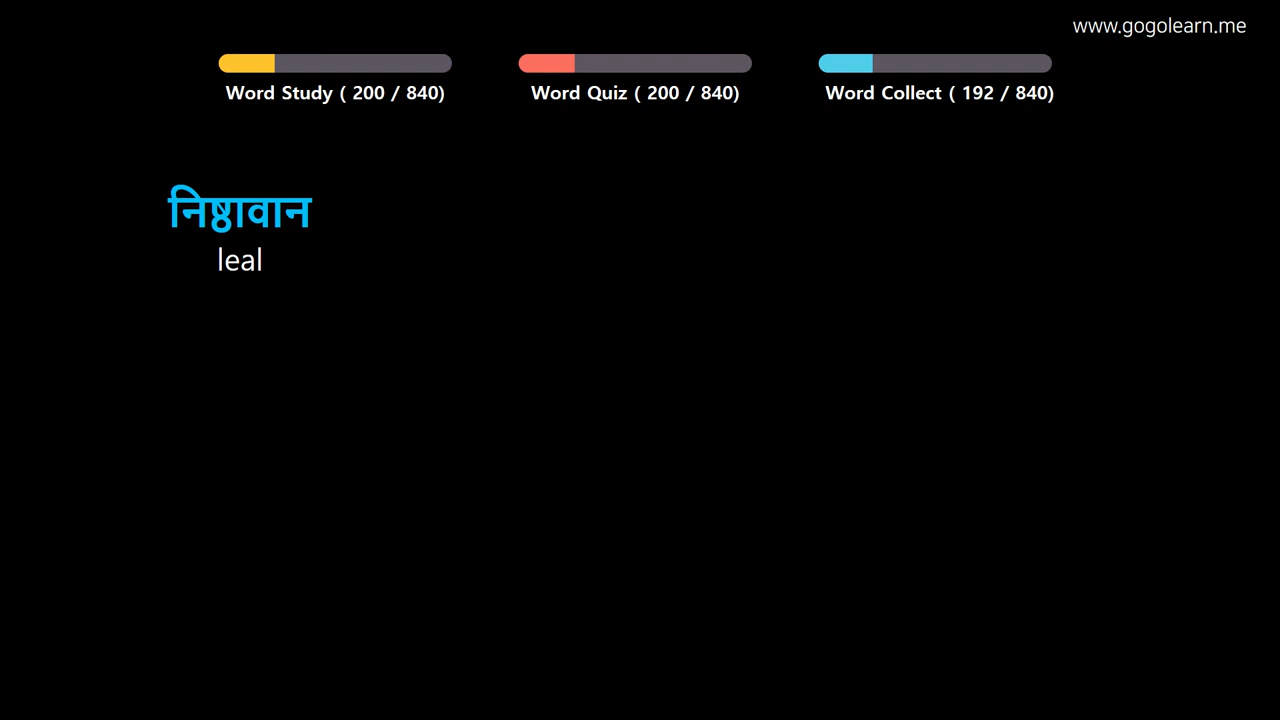 www.gogolearn.me
Word Study ( 200 / 840)
Word Quiz ( 200 / 840)
Word Collect ( 192 / 840)
निष्ठावान
leal